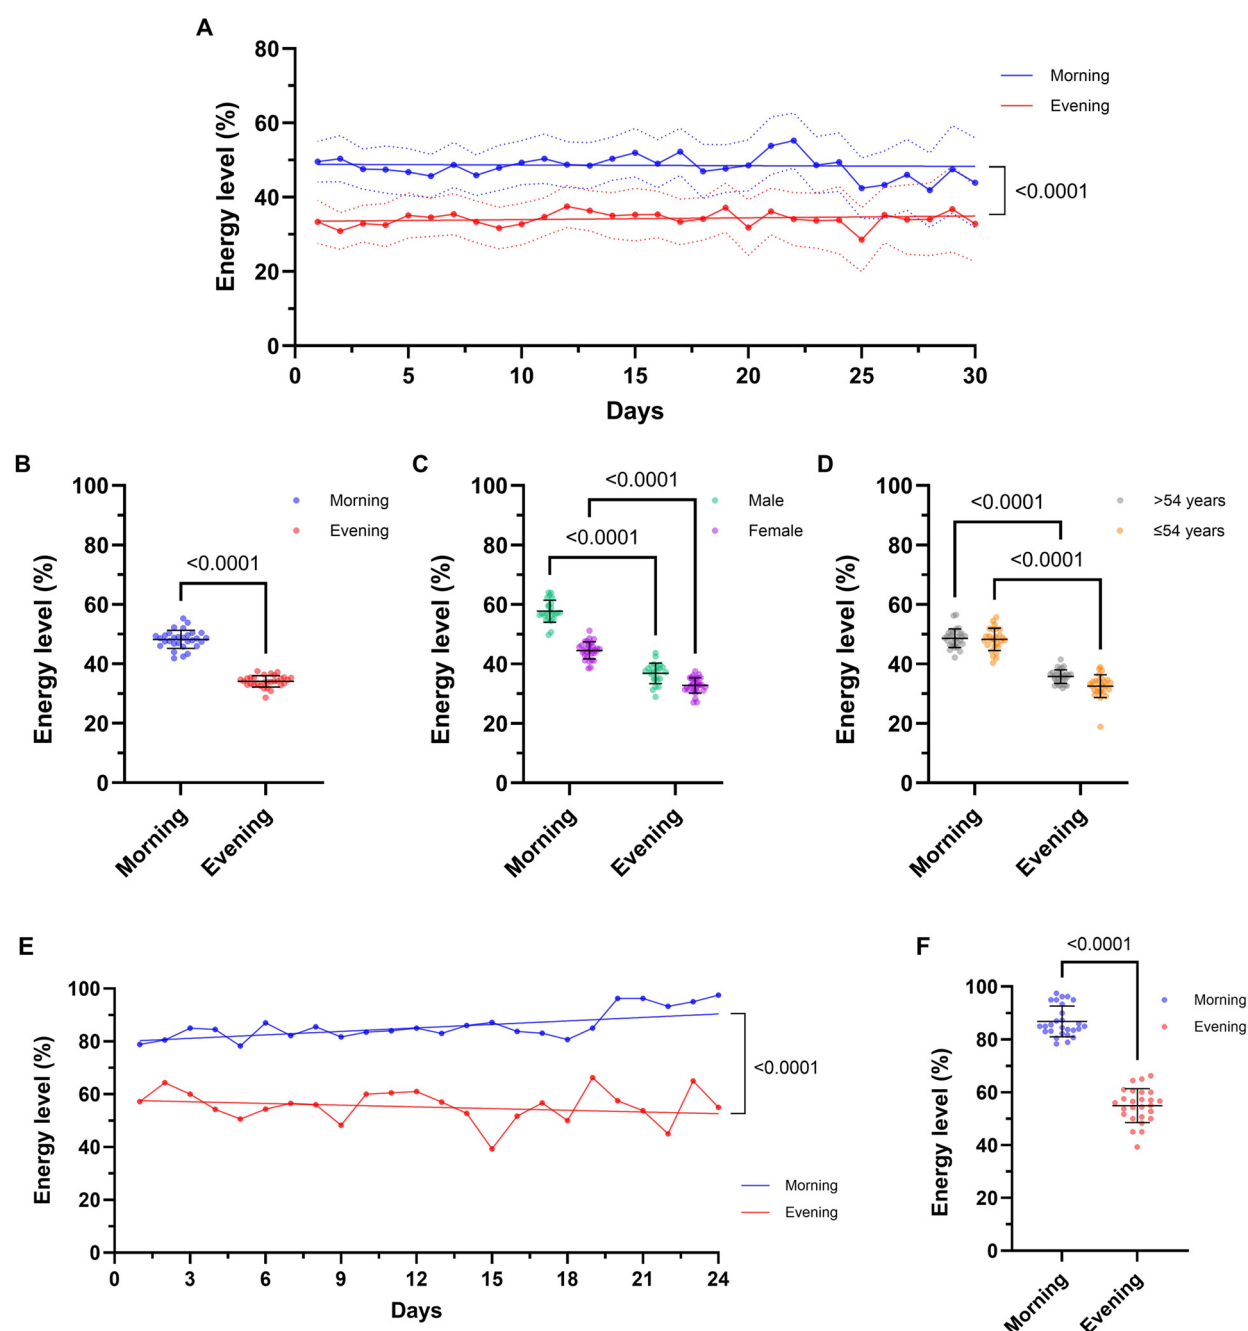 A
80
60
40
20
0
Energy level (%)
0 5 10 15 20 25 30
Days
Morning
Evening
<0.0001
B
100
80
60
40
20
0
Energy level (%)
Morning
Evening
<0.0001
Morning
Evening
C
100
80
60
40
20
0
Energy level (%)
<0.0001
<0.0001
Male
Female
Morning
Evening
D
100
80
60
40
20
0
Energy level (%)
<0.0001
<0.0001
>54 years
≤54 years
Morning
Evening
E
100
80
60
40
20
0
Energy level (%)
0 3 6 9 12 15 18 21 24
Days
<0.0001
Morning
Evening
F
100
80
60
40
20
0
Energy level (%)
<0.0001
Morning
Evening
Morning
Evening